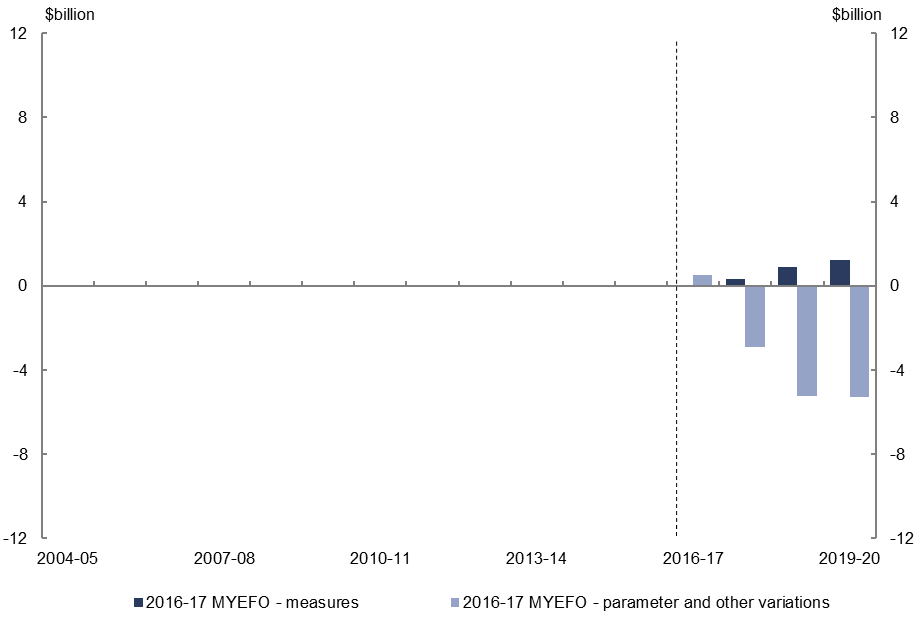 $billion $billion
12 12
8 8
4 4
0 0
-4 -4
-8 -8
-12 -12
2004-05 2007-08 2010-11 2013-14 2016-17 2019-20
2016-17 MYEFO - measures 2016-17 MYEFO - parameter and other variations